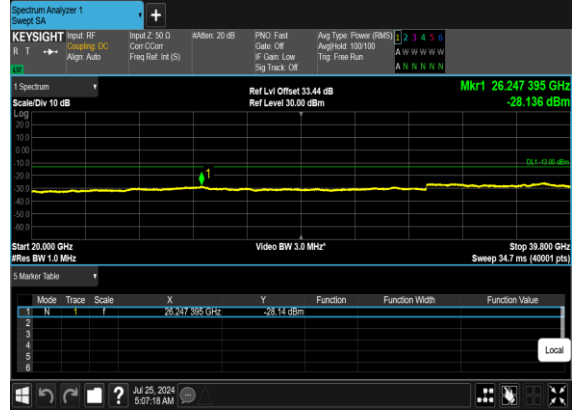 Spectrum Analyzer 1
Swept SA
+
KEYSIGHT
R T
Input: RF
Coupling: DC
Align: Auto
Input Z: 50 Ω
Corr CCorr
Freq Ref: Int (S)
#Atten: 20 dB
PNO: Fast
Gate: Off
IF Gain: Low
Sig Track: Off
Avg Type: Power (RMS)
Avg|Hold: 100/100
Trig: Free Run
1 2 3 4 5 6
A W W W W W
A N N N N N
1 Spectrum
Scale/Div 10 dB
Ref Lvl Offset 33.44 dB
Ref Level 30.00 dBm
Mkr1 26.247 395 GHz
-28.136 dBm
Log
20.0
10.0
0.00
-10.0
-20.0
-30.0
-40.0
-50.0
-60.0
1
DL1 -13.00 dBm
Start 20.000 GHz
#Res BW 1.0 MHz
Video BW 3.0 MHz*
Stop 39.800 GHz
Sweep 34.7 ms (40001 pts)
5 Marker Table
Mode Trace Scale X Y Function Function Width Function Value
1 N 1 f 26.247 395 GHz -28.14 dBm
2
3
4
5
6
Local
?
Jul 25, 2024
5:07:18 AM